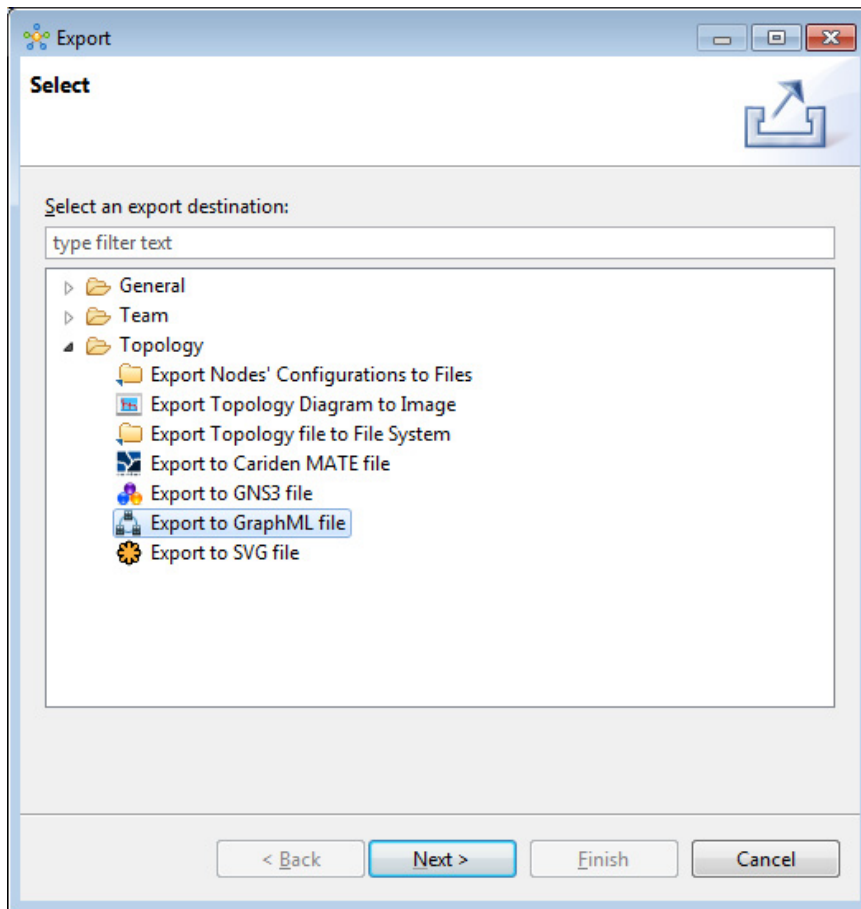 Export
Select
Select an export destination:
type filter text
General
Team
Topology
Export Nodes' Configurations to Files
Export Topology Diagram to Image
Export Topology file to File System
Export to Cariden MATE file
Export to GNS3 file
Export to GraphML file
Export to SVG file
< Back Next > Finish Cancel